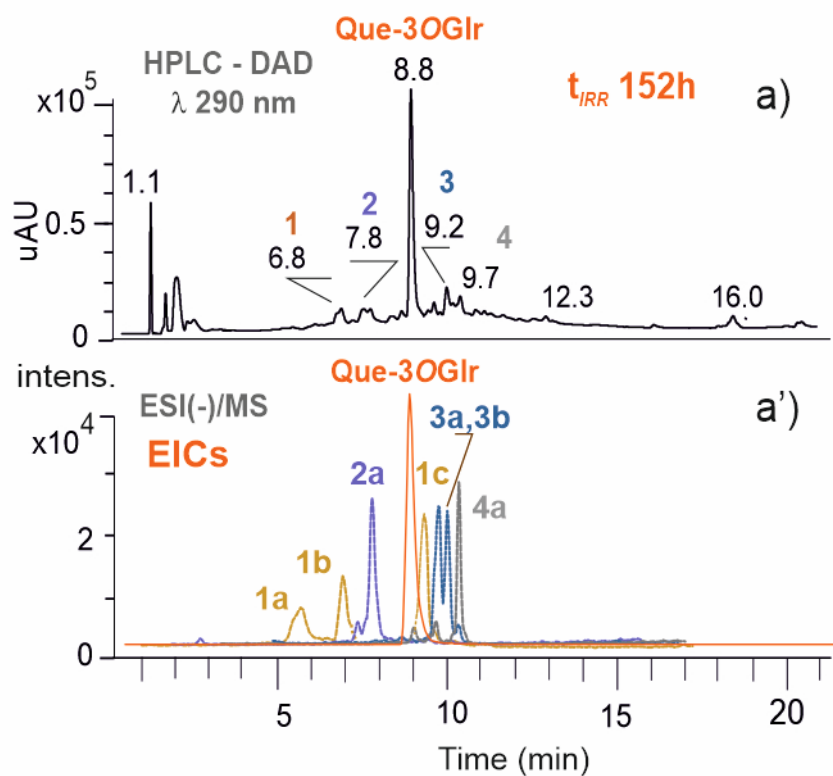 Que-3OGlr
HPLC - DAD
λ 290 nm
8.8
t_IRR 152h
a)
x10^5
1.1
1
2
3
4
6.8
7.8
9.2
9.7
12.3
16.0
0.5
uAU
0
intens.
Que-3OGlr
ESI(-)/MS
a')
x10^4
EICs
3a,3b
2a
1c
4a
2
1b
1a
0
5
10
15
20
Time (min)